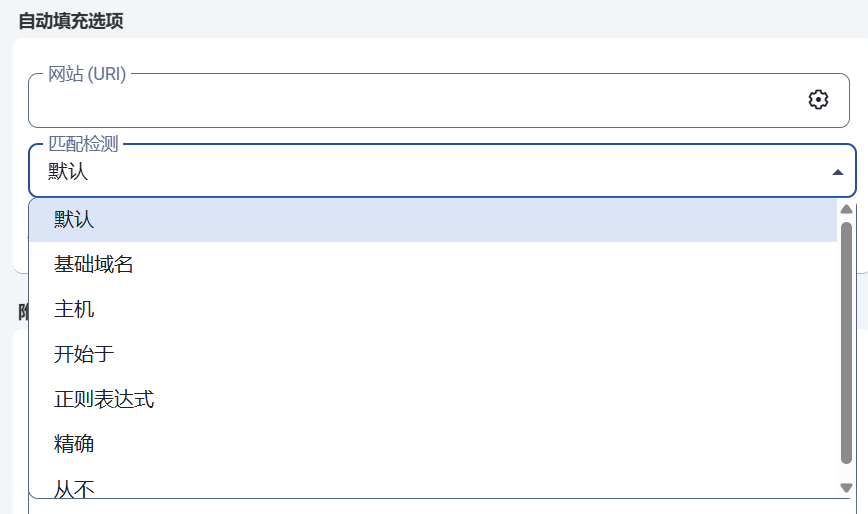 自动填充选项
网站 (URI)
匹配检测
默认
默认
基础域名
主机
开始于
正则表达式
精确
从不